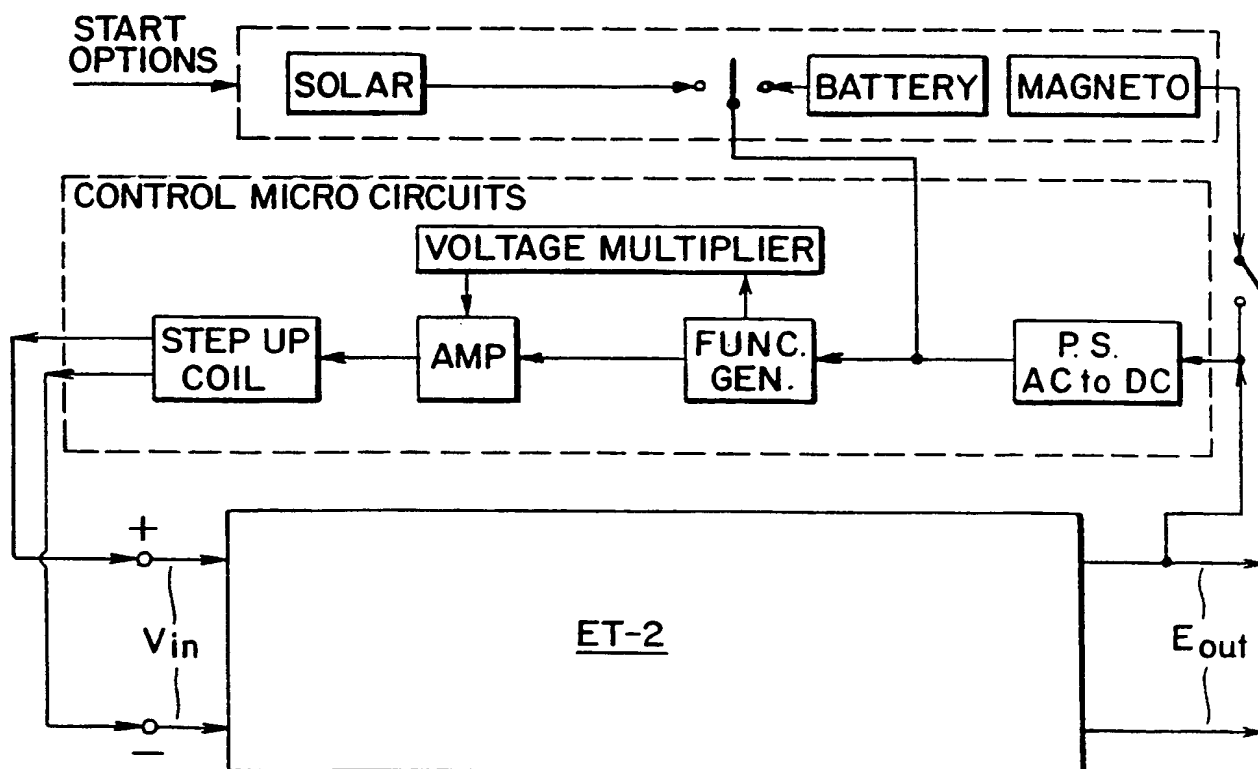 START
OPTIONS
SOLAR
BATTERY
MAGNETO
CONTROL MICRO CIRCUITS
VOLTAGE MULTIPLIER
STEP UP
COIL
AMP
FUNC.
GEN.
P. S.
AC to DC
+
Vin
−
ET-2
Eout